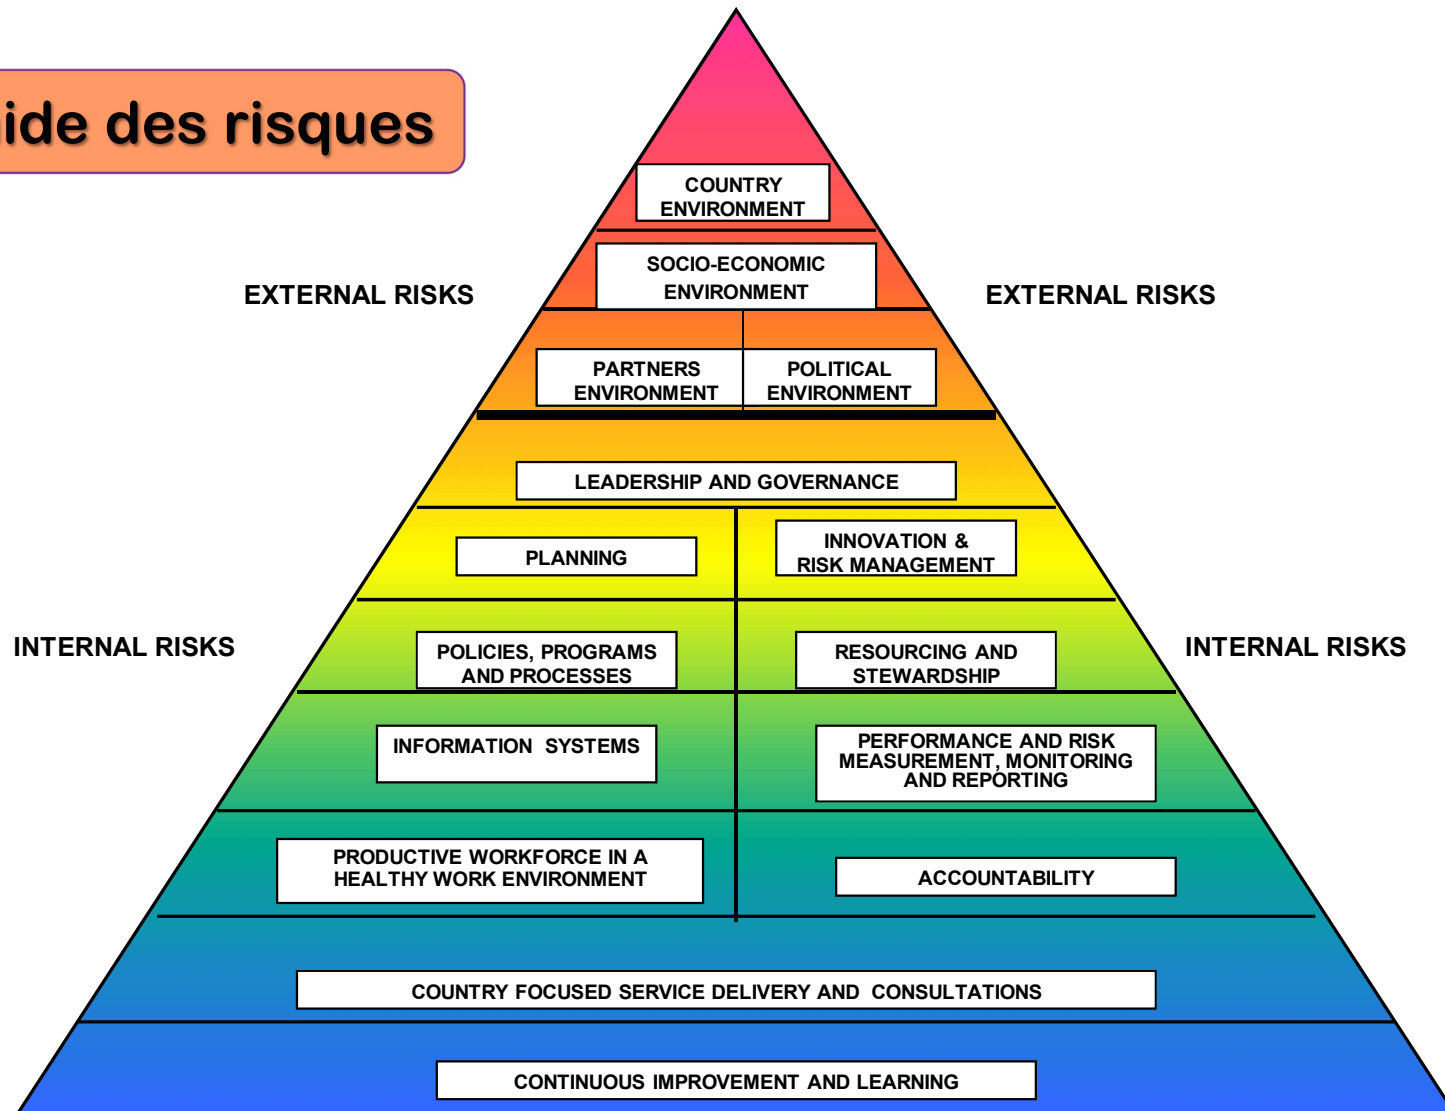 ide des risques
COUNTRY
ENVIRONMENT
SOCIO-ECONOMIC
ENVIRONMENT
EXTERNAL RISKS
EXTERNAL RISKS
PARTNERS
ENVIRONMENT
POLITICAL
ENVIRONMENT
LEADERSHIP AND GOVERNANCE
PLANNING
INNOVATION &
RISK MANAGEMENT
INTERNAL RISKS
INTERNAL RISKS
POLICIES, PROGRAMS
AND PROCESSES
RESOURCING AND
STEWARDSHIP
INFORMATION SYSTEMS
PERFORMANCE AND RISK
MEASUREMENT, MONITORING
AND REPORTING
PRODUCTIVE WORKFORCE IN A
HEALTHY WORK ENVIRONMENT
ACCOUNTABILITY
COUNTRY FOCUSED SERVICE DELIVERY AND CONSULTATIONS
CONTINUOUS IMPROVEMENT AND LEARNING